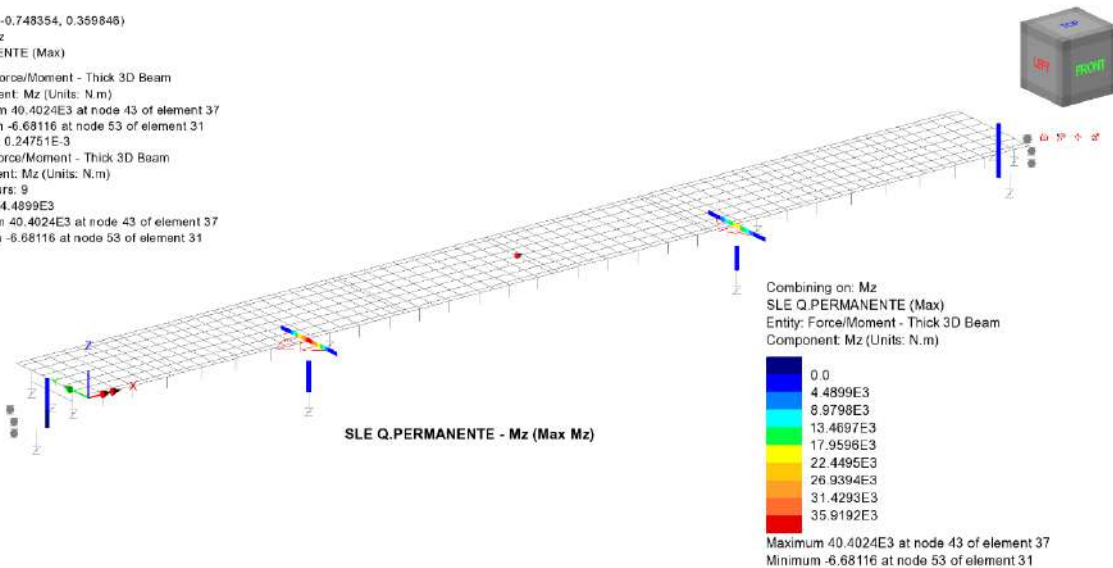 -0.748354, 0.359846)
z
ENTE (Max)
orce/Moment - Thick 3D Beam
ent: Mz (Units: N.m)
m 40.4024E3 at node 43 of element 37
n -6.68116 at node 53 of element 31
0.24751E-3
orce/Moment - Thick 3D Beam
ent: Mz (Units: N.m)
urs: 9
4.4899E3
m 40.4024E3 at node 43 of element 37
n -6.68116 at node 53 of element 31
TOP
LEFT
FRONT
Z
X
SLE Q.PERMANENTE - Mz (Max Mz)
Combining on: Mz
SLE Q.PERMANENTE (Max)
Entity: Force/Moment - Thick 3D Beam
Component: Mz (Units: N.m)
0.0
4.4899E3
8.9798E3
13.4697E3
17.9596E3
22.4495E3
26.9394E3
31.4293E3
35.9192E3
Maximum 40.4024E3 at node 43 of element 37
Minimum -6.68116 at node 53 of element 31